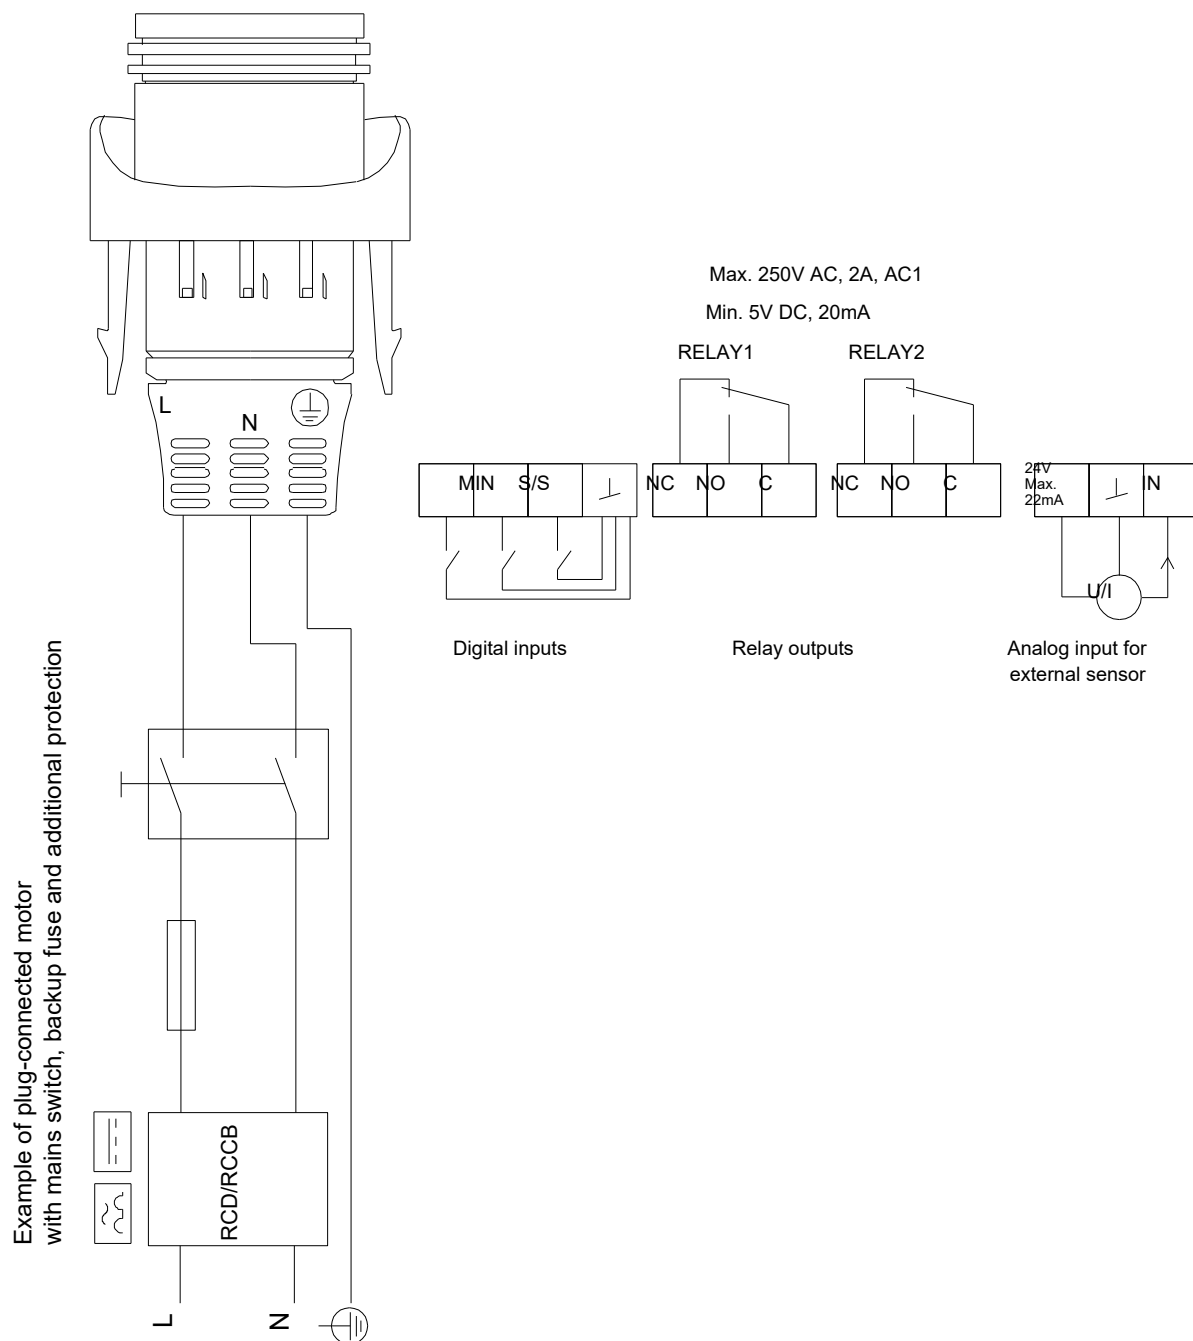 Max. 250V AC, 2A, AC1
Min. 5V DC, 20mA
RELAY1
RELAY2
L
N
MIN
S/S
NC
NO
C
NC
NO
C
24V
Max.
22mA
IN
U/I
Digital inputs
Relay outputs
Analog input for
external sensor
Example of plug-connected motor
with mains switch, backup fuse and additional protection
RCD/RCCB
L
N